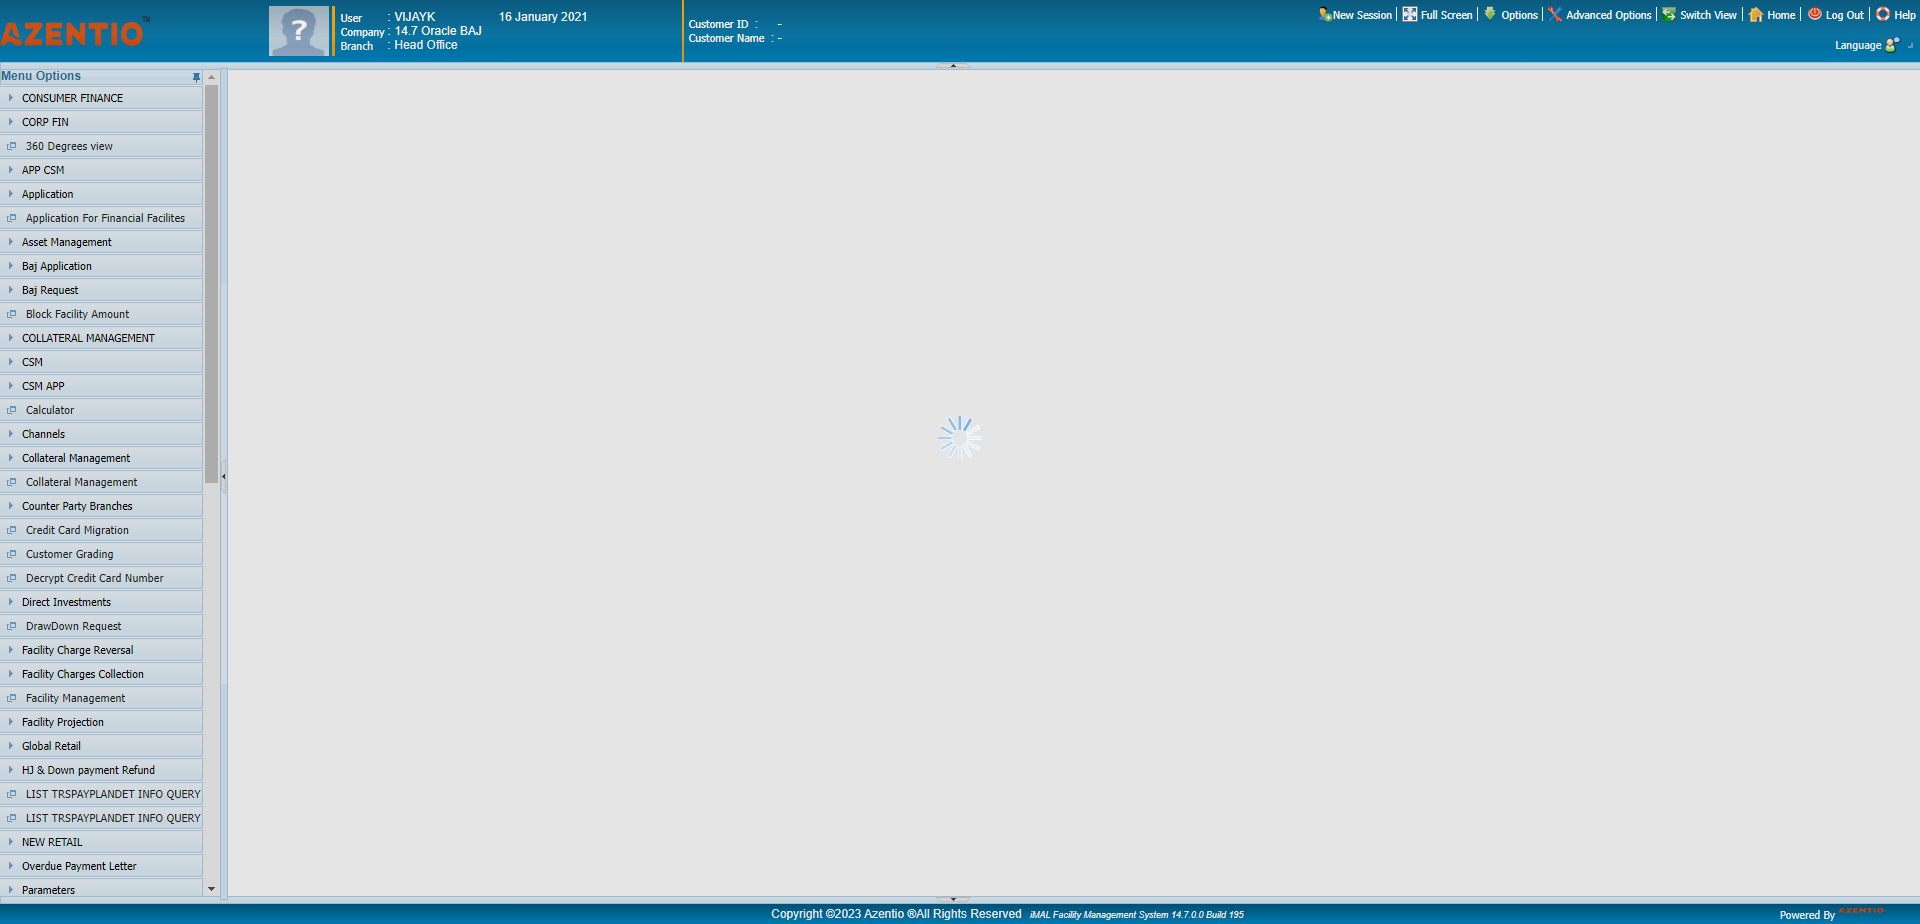 AZENTIO™
User : VIJAYK 16 January 2021
Company : 14.7 Oracle BAJ
Branch : Head Office
Customer ID : -
Customer Name : -
New Session Full Screen Options Advanced Options Switch View Home Log Out Help
Language
Menu Options
CONSUMER FINANCE
CORP FIN
360 Degrees view
APP CSM
Application
Application For Financial Facilites
Asset Management
Baj Application
Baj Request
Block Facility Amount
COLLATERAL MANAGEMENT
CSM
CSM APP
Calculator
Channels
Collateral Management
Collateral Management
Counter Party Branches
Credit Card Migration
Customer Grading
Decrypt Credit Card Number
Direct Investments
DrawDown Request
Facility Charge Reversal
Facility Charges Collection
Facility Management
Facility Projection
Global Retail
HJ & Down payment Refund
LIST TRSPAYPLANDET INFO QUERY
LIST TRSPAYPLANDET INFO QUERY
NEW RETAIL
Overdue Payment Letter
Parameters
Copyright ©2023 Azentio ®All Rights Reserved iMAL Facility Management System 14.7.0.0 Build 195
Powered By AZENTIO